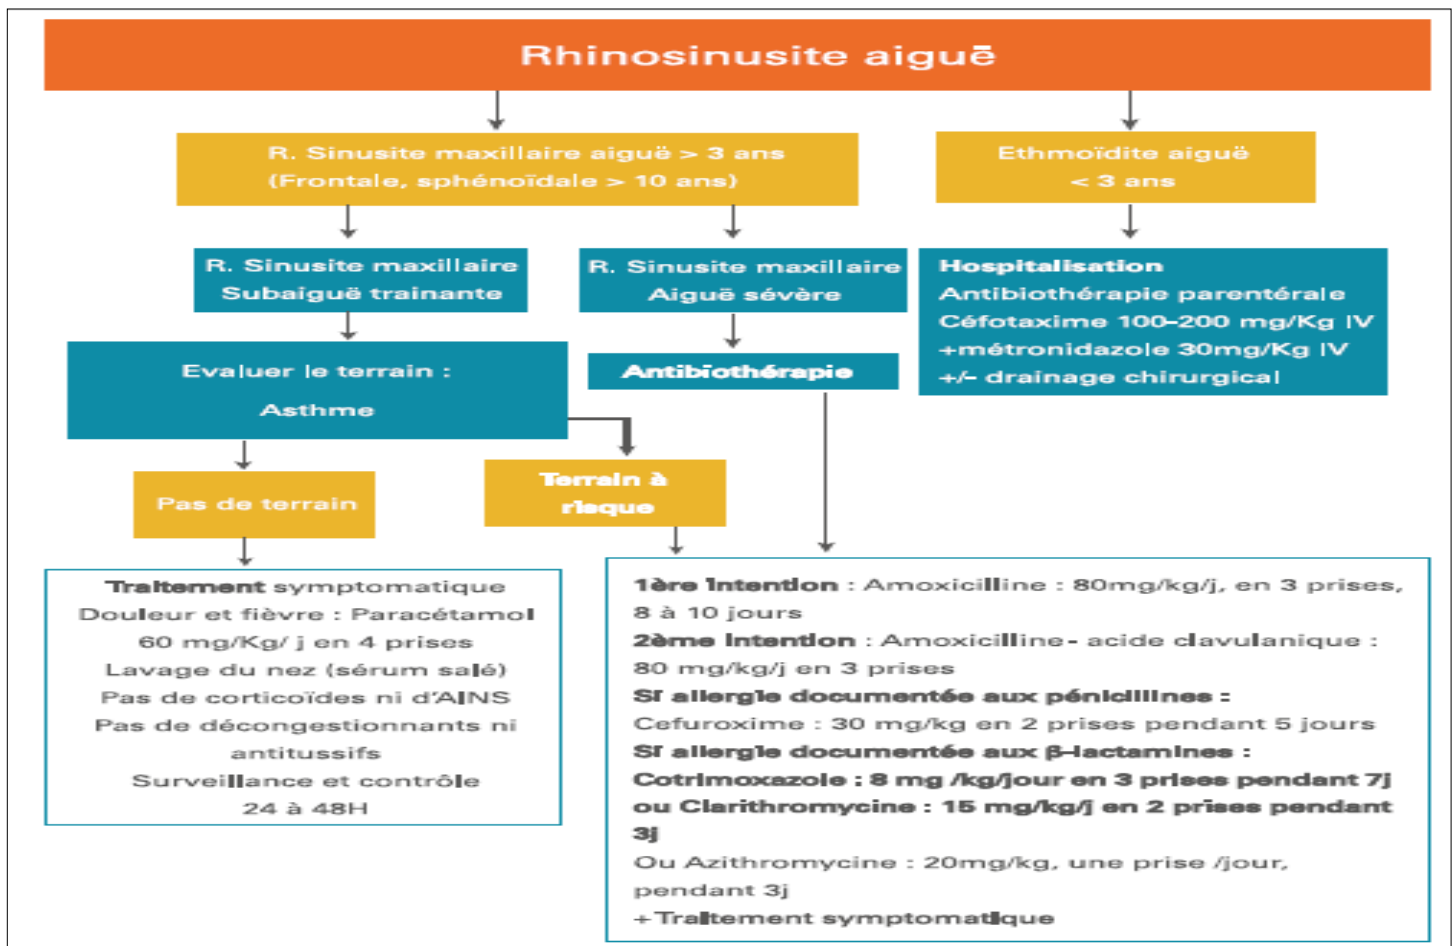 Rhinosinusite aiguē
R. Sinusite maxillaire aiguë > 3 ans
(Frontale, sphénoïdale > 10 ans)
Ethmoïdite aiguë
< 3 ans
R. Sinusite maxillaire
Subaiguë trainante
R. Sinusite maxillaire
Aiguë sévère
Hospitalisation
Antibiothérapie parentérale
Céfotaxime 100-200 mg/Kg IV
+métronidazole 30mg/Kg IV
+/- drainage chirurgical
Evaluer le terrain :
Asthme
Antibiothérapie
Pas de terrain
Terrain à
risque
Traitement symptomatique
Douleur et fièvre : Paracétamol
60 mg/Kg/ j en 4 prises
Lavage du nez (sérum salé)
Pas de corticoïdes ni d'AINS
Pas de décongestionnants ni
antitussifs
Surveillance et contrôle
24 à 48H
1ère Intention : Amoxicilline : 80mg/kg/j, en 3 prises,
8 à 10 jours
2ème Intention : Amoxicilline - acide clavulanique :
80 mg/kg/j en 3 prises
Si allergie documentée aux pénicillines :
Cefuroxime : 30 mg/kg en 2 prises pendant 5 jours
Si allergie documentée aux β-lactamines :
Cotrimoxazole : 8 mg /kg/jour en 3 prises pendant 7j
ou Clarithromycine : 15 mg/kg/j en 2 prises pendant
3j
Ou Azithromycine : 20mg/kg, une prise /jour,
pendant 3j
+Traitement symptomatique